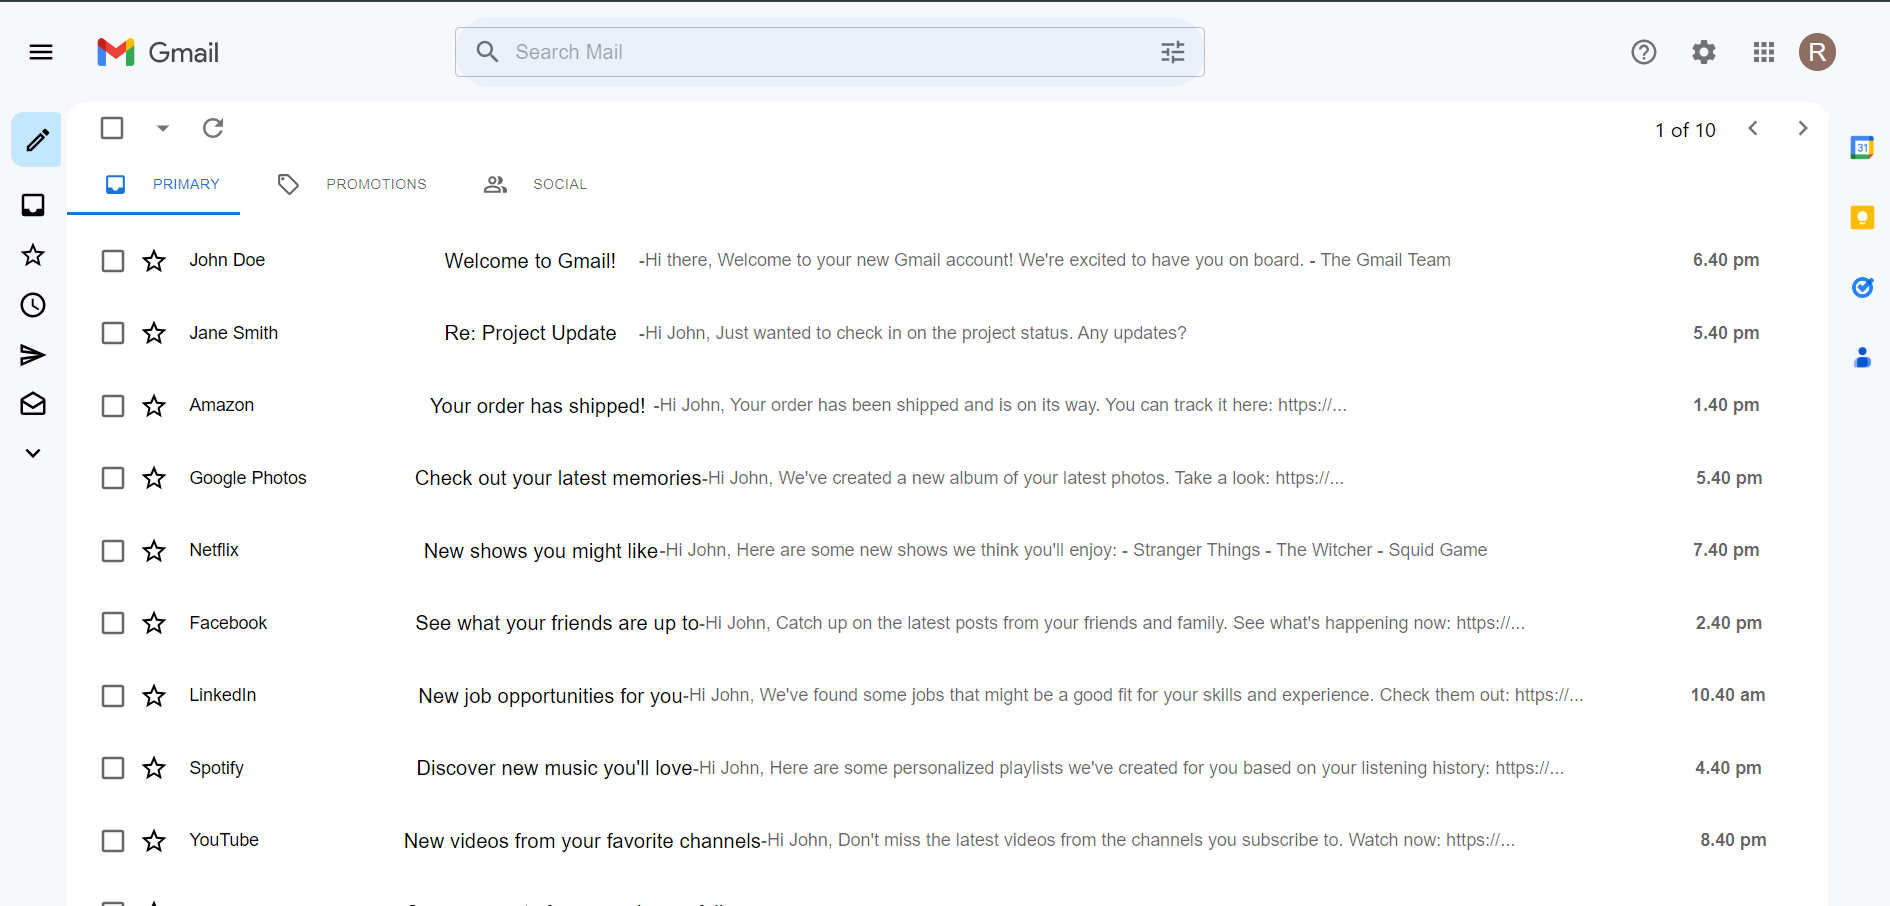 Gmail
Search Mail
R
1 of 10
31
PRIMARY PROMOTIONS SOCIAL
John Doe Welcome to Gmail! -Hi there, Welcome to your new Gmail account! We're excited to have you on board. - The Gmail Team 6.40 pm
Jane Smith Re: Project Update -Hi John, Just wanted to check in on the project status. Any updates? 5.40 pm
Amazon Your order has shipped! -Hi John, Your order has been shipped and is on its way. You can track it here: https://... 1.40 pm
Google Photos Check out your latest memories-Hi John, We've created a new album of your latest photos. Take a look: https://... 5.40 pm
Netflix New shows you might like-Hi John, Here are some new shows we think you'll enjoy: - Stranger Things - The Witcher - Squid Game 7.40 pm
Facebook See what your friends are up to-Hi John, Catch up on the latest posts from your friends and family. See what's happening now: https://... 2.40 pm
LinkedIn New job opportunities for you-Hi John, We've found some jobs that might be a good fit for your skills and experience. Check them out: https://... 10.40 am
Spotify Discover new music you'll love-Hi John, Here are some personalized playlists we've created for you based on your listening history: https://... 4.40 pm
YouTube New videos from your favorite channels-Hi John, Don't miss the latest videos from the channels you subscribe to. Watch now: https://... 8.40 pm